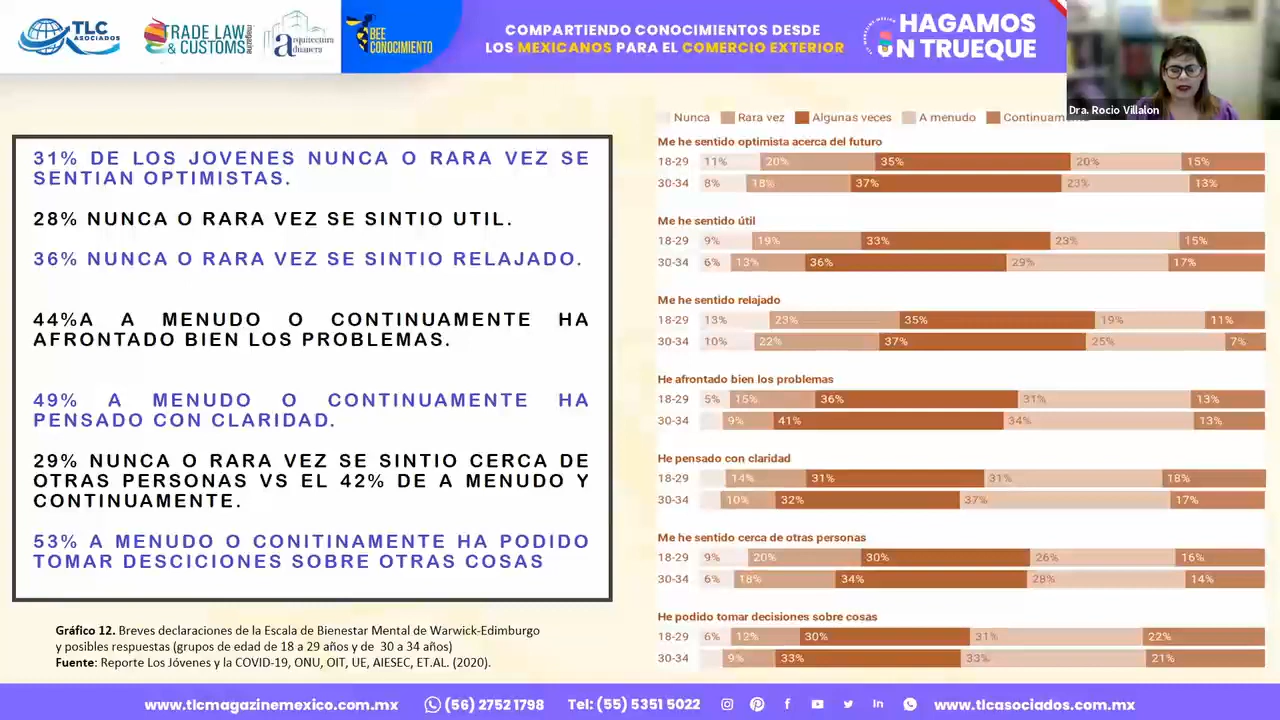 TLC
ASOCIADOS
TRADE LAW
& CUSTOMS
arquitectura
aduanera
BEE
CONOCIMIENTO
COMPARTIENDO CONOCIMIENTOS DESDE
LOS MEXICANOS PARA EL COMERCIO EXTERIOR
HAGAMOS
UN TRUEQUE
Dra. Rocio Villalon
31% DE LOS JOVENES NUNCA O RARA VEZ SE
SENTIAN OPTIMISTAS.
28% NUNCA O RARA VEZ SE SINTIO UTIL.
36% NUNCA O RARA VEZ SE SINTIO RELAJADO.
44%A A MENUDO O CONTINUAMENTE HA
AFRONTADO BIEN LOS PROBLEMAS.
49% A MENUDO O CONTINUAMENTE HA
PENSADO CON CLARIDAD.
29% NUNCA O RARA VEZ SE SINTIO CERCA DE
OTRAS PERSONAS VS EL 42% DE A MENUDO Y
CONTINUAMENTE.
53% A MENUDO O CONITINAMENTE HA PODIDO
TOMAR DESCICIONES SOBRE OTRAS COSAS
Gráfico 12. Breves declaraciones de la Escala de Bienestar Mental de Warwick-Edimburgo
y posibles respuestas (grupos de edad de 18 a 29 años y de 30 a 34 años)
Fuente: Reporte Los Jóvenes y la COVID-19, ONU, OIT, UE, AIESEC, ET.AL. (2020).
Nunca Rara vez Algunas veces A menudo
Me he sentido optimista acerca del futuro
18-29 11% 20% 35% 20% 15%
30-34 8% 18% 37% 23% 13%
Me he sentido útil
18-29 9% 19% 33% 23% 15%
30-34 6% 13% 36% 29% 17%
Me he sentido relajado
18-29 13% 23% 35% 19% 11%
30-34 10% 22% 37% 25% 7%
He afrontado bien los problemas
18-29 5% 15% 36% 31% 13%
30-34 9% 41% 34% 13%
He pensado con claridad
18-29 14% 31% 31% 18%
30-34 10% 32% 37% 17%
Me he sentido cerca de otras personas
18-29 9% 20% 30% 26% 16%
30-34 6% 18% 34% 28% 14%
He podido tomar decisiones sobre cosas
18-29 6% 12% 30% 31% 22%
30-34 9% 33% 33% 21%
www.tlcmagazinemexico.com.mx (56) 2752 1798 Tel: (55) 5351 5022 www.tlcasociados.com.mx